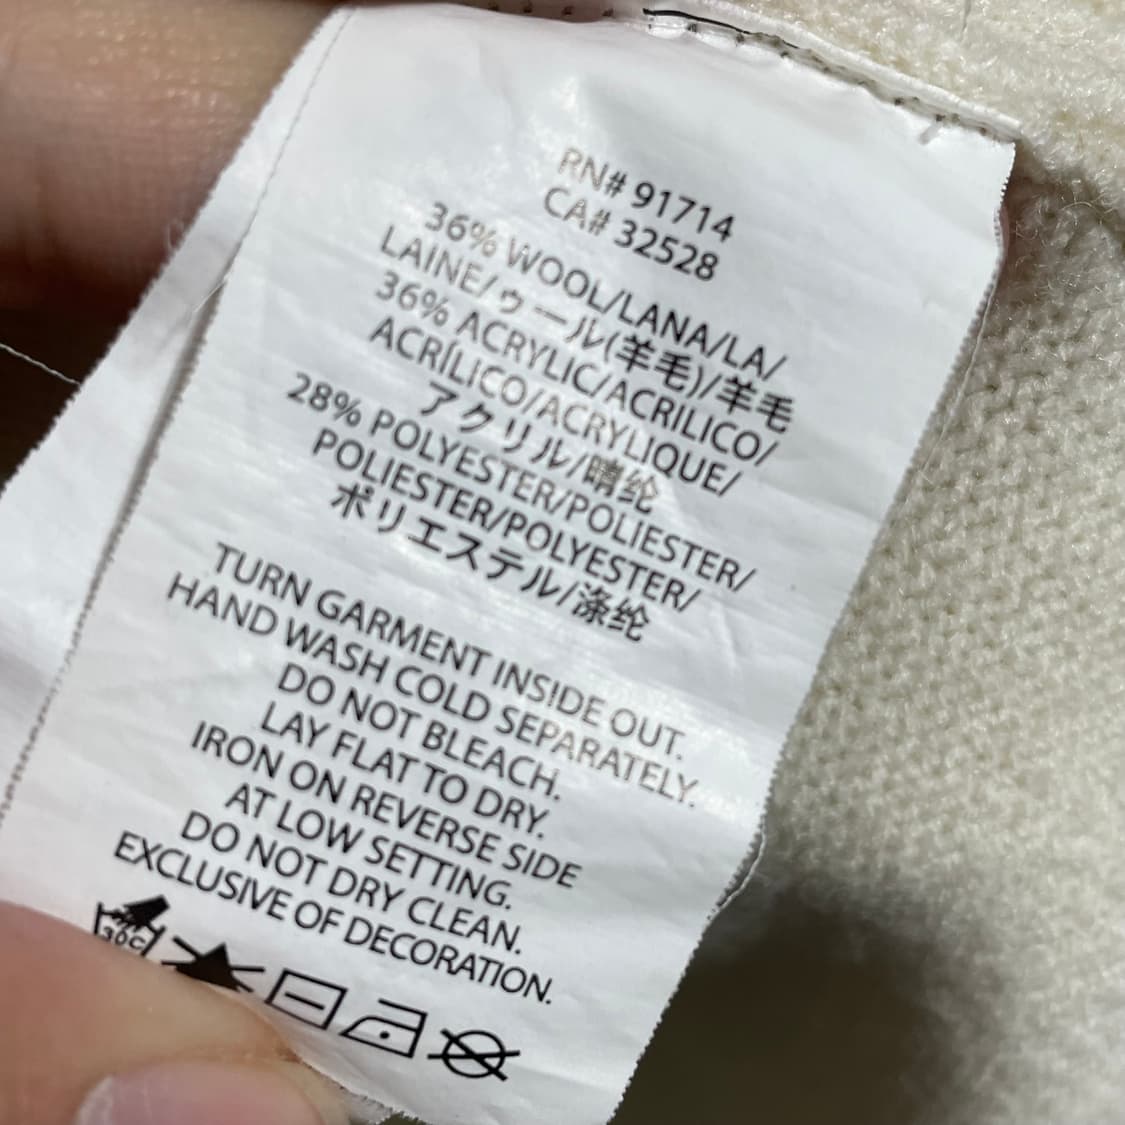 RN# 91714
CA# 32528
36% WOOL/LANA/LA/
LAINE/ゥール(羊毛)/羊毛
36% ACRYLIC/ACRILICO/
ACRÍLICO/ACRYLIQUE/
アクリル/晴纶
28% POLYESTER/POLIESTER/
POLIESTER/POLYESTER/
ポリエステル/涤纶
TURN GARMENT INSIDE OUT.
HAND WASH COLD SEPARATELY.
DO NOT BLEACH.
LAY FLAT TO DRY.
IRON ON REVERSE SIDE
AT LOW SETTING.
DO NOT DRY CLEAN.
EXCLUSIVE OF DECORATION.
30C